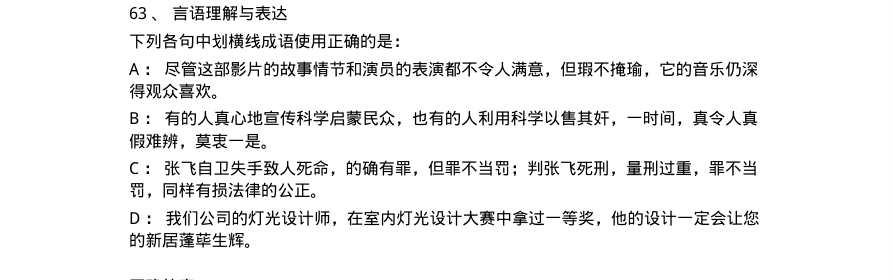 63 、 言语理解与表达
下列各句中划横线成语使用正确的是：
A ： 尽管这部影片的故事情节和演员的表演都不令人满意，但瑕不掩瑜，它的音乐仍深
得观众喜欢。
B ： 有的人真心地宣传科学启蒙民众，也有的人利用科学以售其奸，一时间，真令人真
假难辨，莫衷一是。
C ： 张飞自卫失手致人死命，的确有罪，但罪不当罚；判张飞死刑，量刑过重，罪不当
罚，同样有损法律的公正。
D ： 我们公司的灯光设计师，在室内灯光设计大赛中拿过一等奖，他的设计一定会让您
的新居蓬荜生辉。